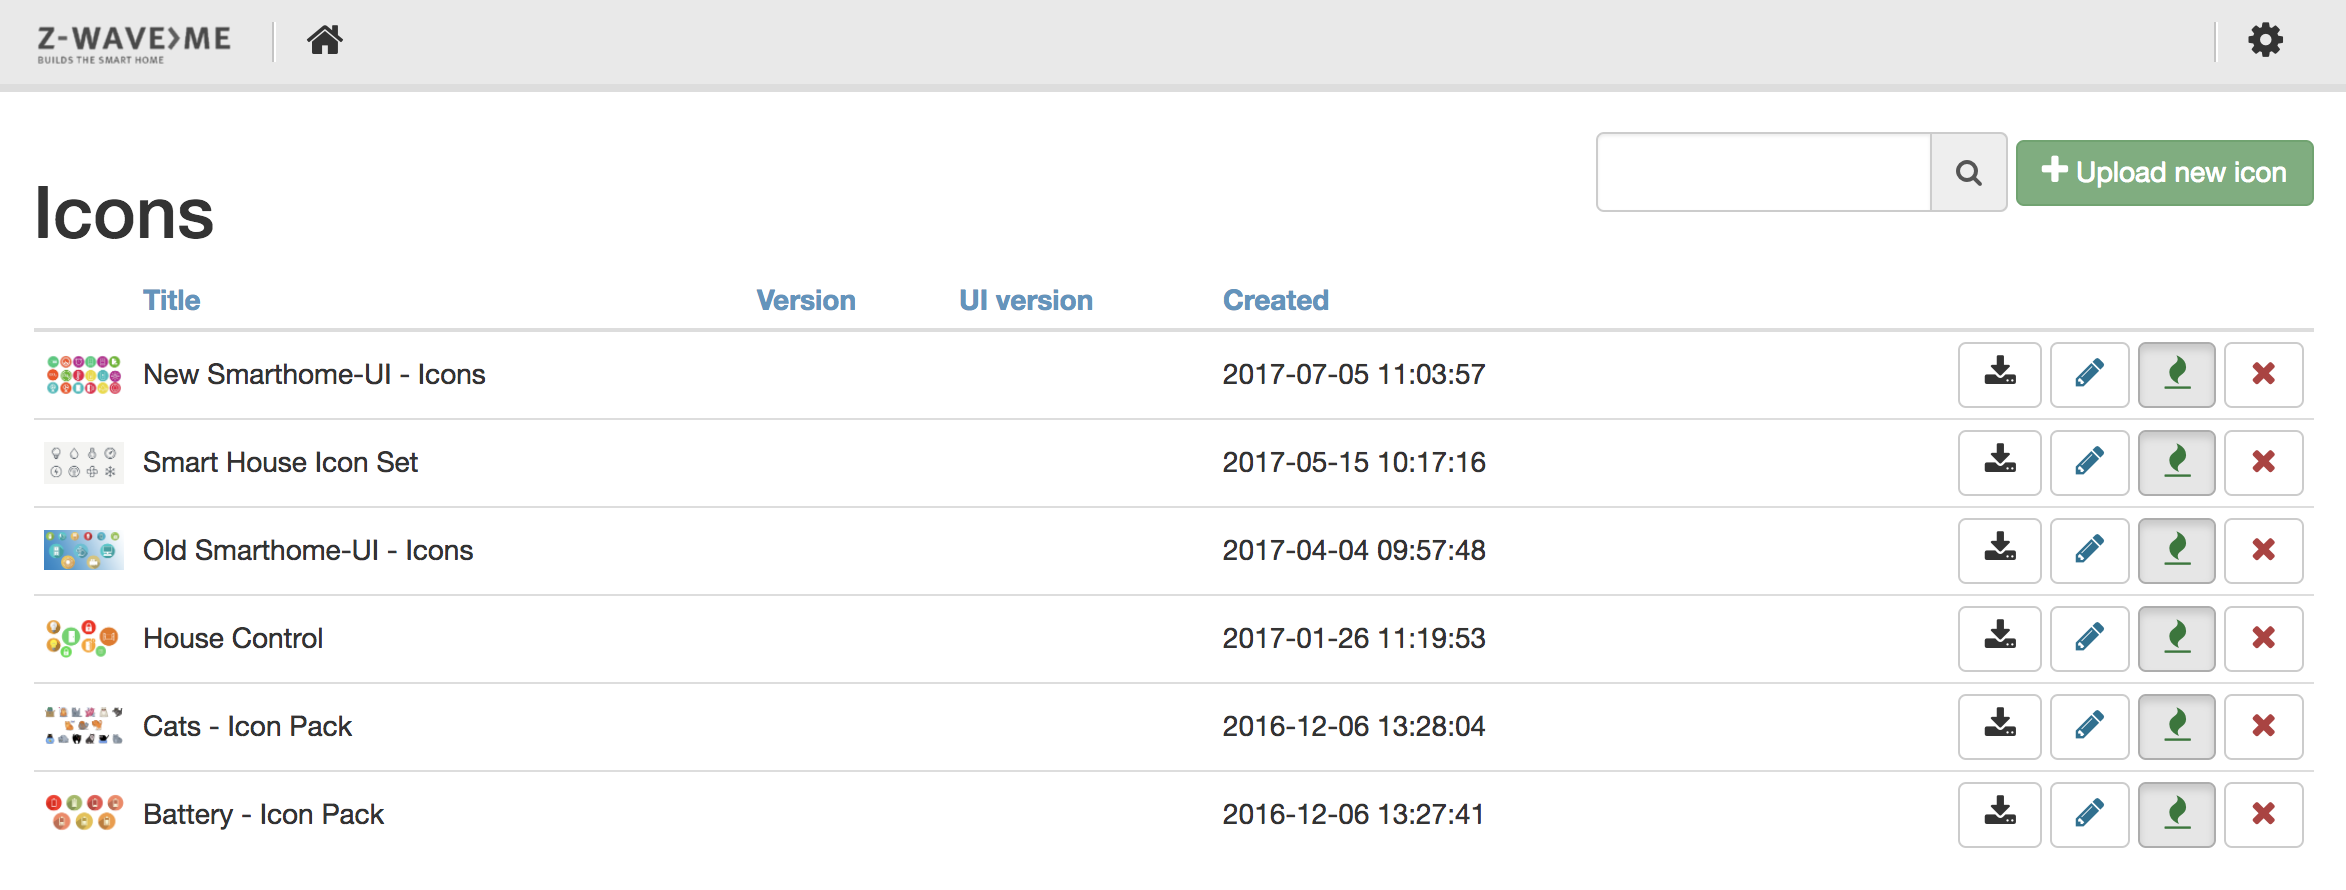 Z-WAVE>ME
BUILDS THE SMART HOME
Upload new icon
Icons
Title Version UI version Created
New Smarthome-UI - Icons 2017-07-05 11:03:57
Smart House Icon Set 2017-05-15 10:17:16
Old Smarthome-UI - Icons 2017-04-04 09:57:48
House Control 2017-01-26 11:19:53
Cats - Icon Pack 2016-12-06 13:28:04
Battery - Icon Pack 2016-12-06 13:27:41